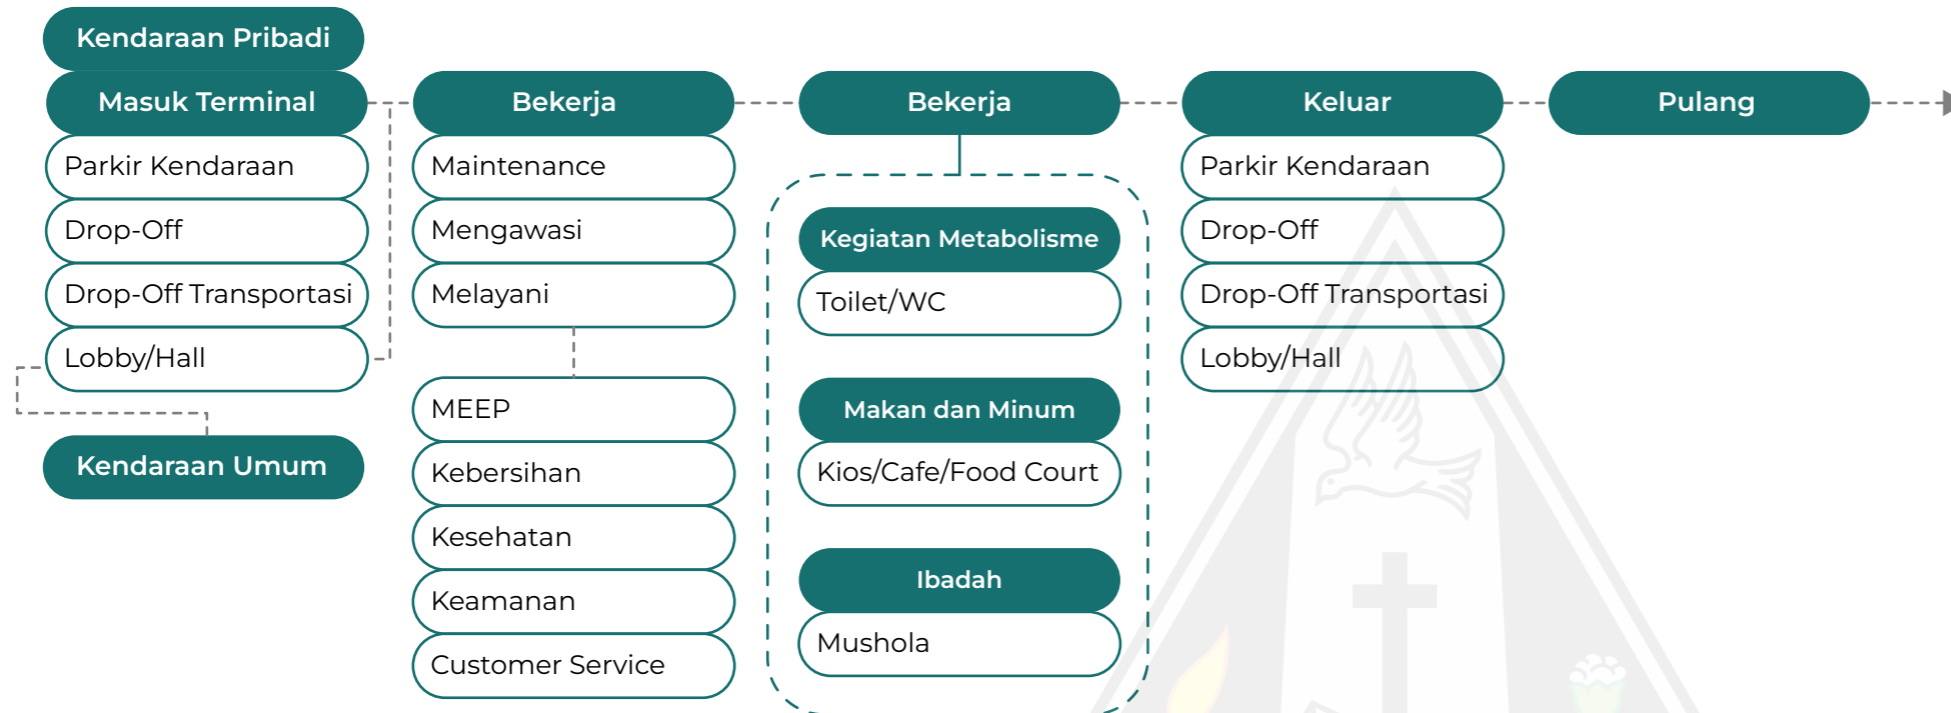 Kendaraan Pribadi
Masuk Terminal
Parkir Kendaraan
Drop-Off
Drop-Off Transportasi
Lobby/Hall
Kendaraan Umum
Bekerja
Maintenance
Mengawasi
Melayani
MEEP
Kebersihan
Kesehatan
Keamanan
Customer Service
Bekerja
Kegiatan Metabolisme
Toilet/WC
Makan dan Minum
Kios/Cafe/Food Court
Ibadah
Mushola
Keluar
Parkir Kendaraan
Drop-Off
Drop-Off Transportasi
Lobby/Hall
Pulang